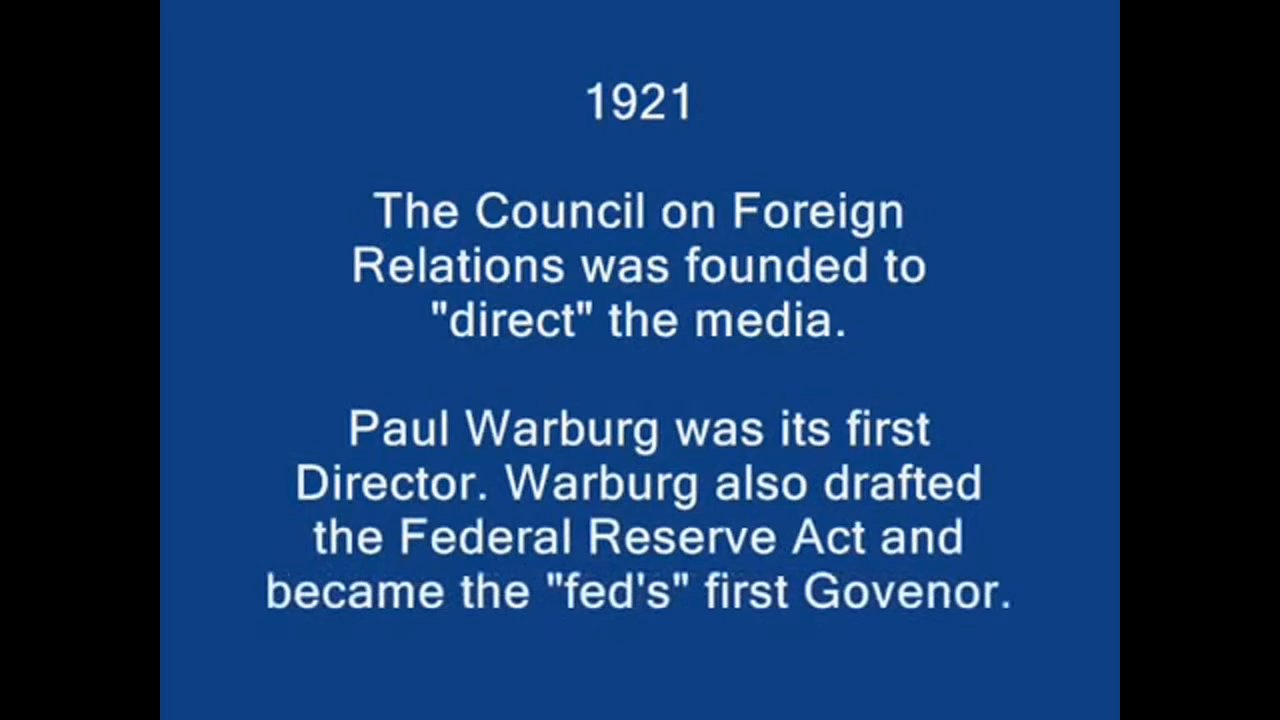 1921
The Council on Foreign
Relations was founded to
"direct" the media.
Paul Warburg was its first
Director. Warburg also drafted
the Federal Reserve Act and
became the "fed's" first Govenor.